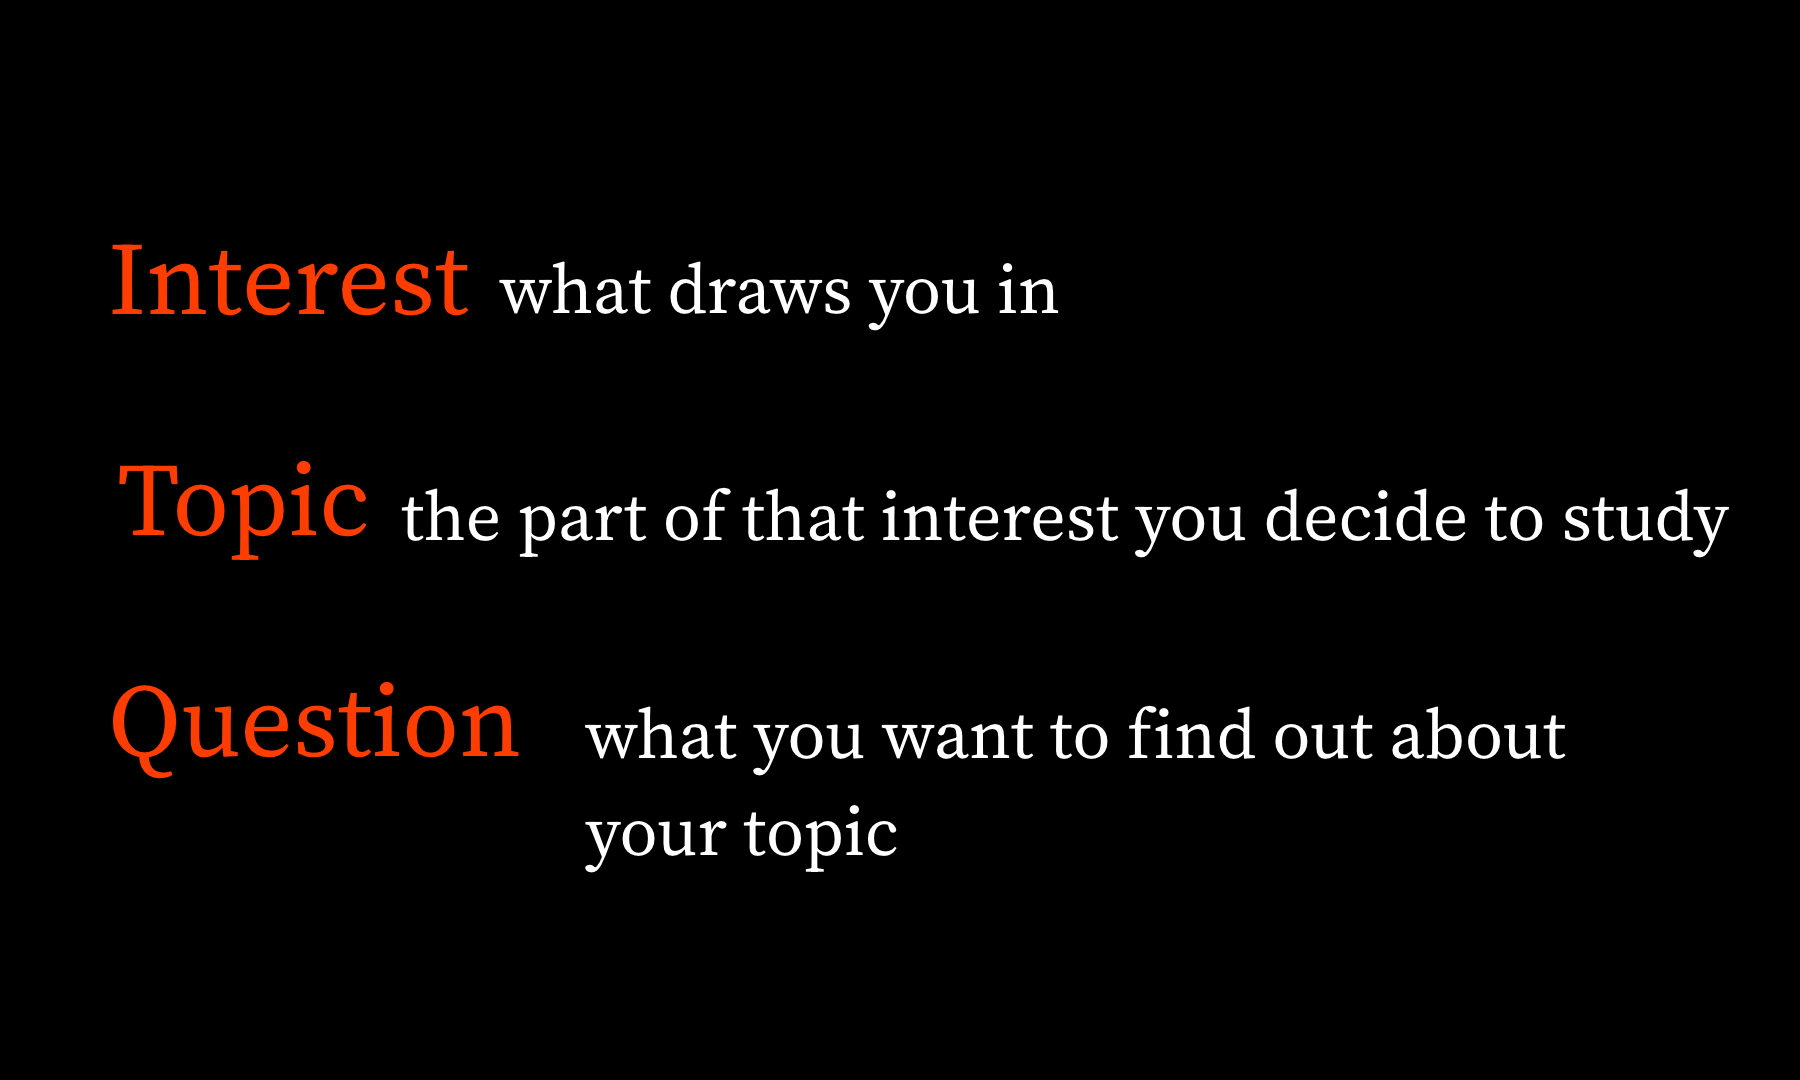 Interest what draws you in
Topic the part of that interest you decide to study
Question what you want to find out about
your topic